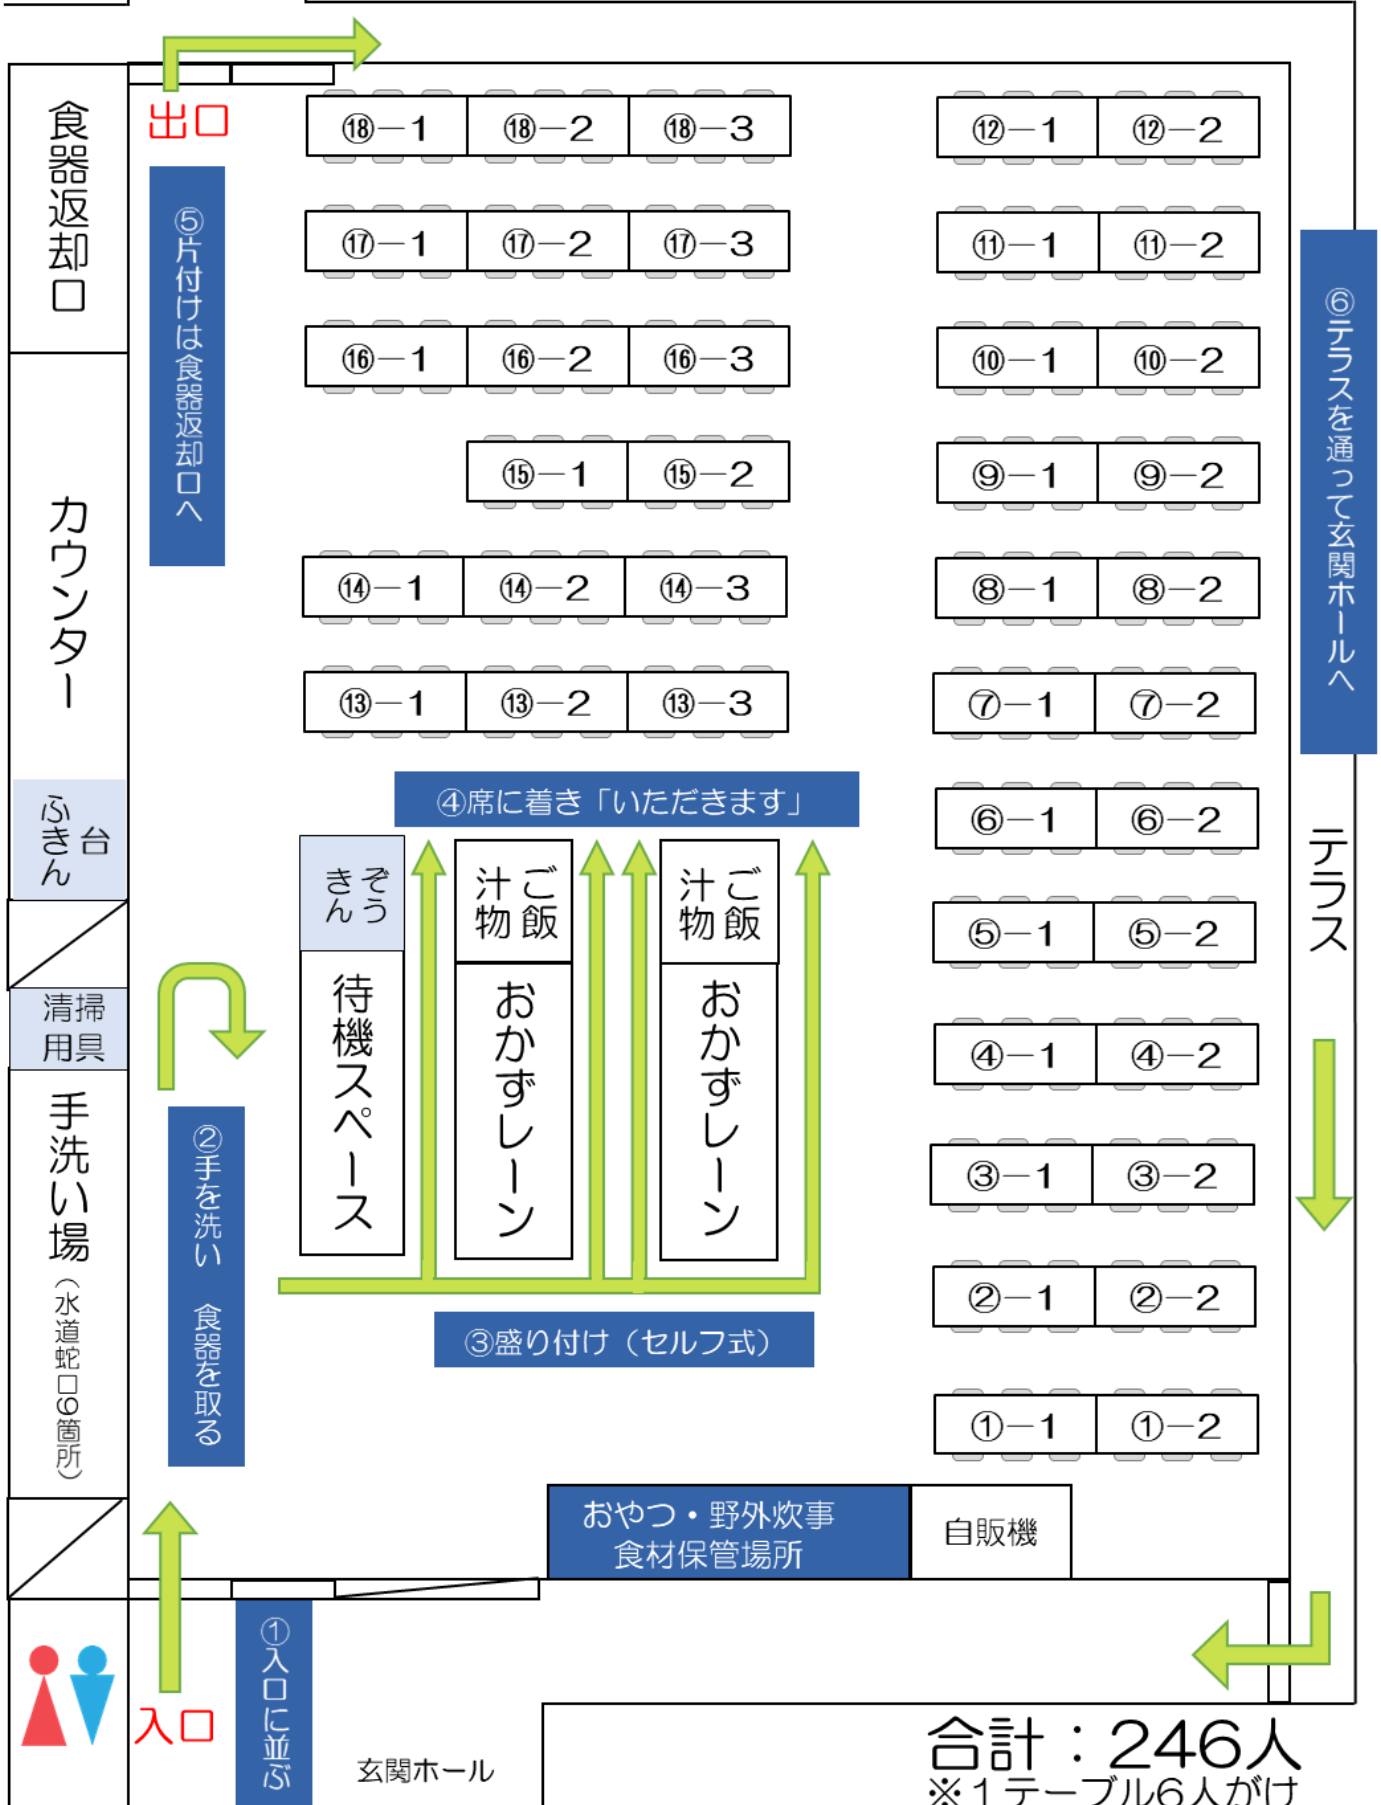 出口
食器返却口
⑤片付けは食器返却口へ
カウンター
ふきん
台
清掃
用具
手洗い場(水道蛇口9箇所)
②手を洗い 食器を取る
⑱－1 ⑱－2 ⑱－3
⑰－1 ⑰－2 ⑰－3
⑯－1 ⑯－2 ⑯－3
⑮－1 ⑮－2
⑭－1 ⑭－2 ⑭－3
⑬－1 ⑬－2 ⑬－3
⑫－1 ⑫－2
⑪－1 ⑪－2
⑩－1 ⑩－2
⑨－1 ⑨－2
⑧－1 ⑧－2
⑦－1 ⑦－2
⑥－1 ⑥－2
⑤－1 ⑤－2
④－1 ④－2
③－1 ③－2
②－1 ②－2
①－1 ①－2
⑥テラスを通って玄関ホールへ
テラス
④席に着き「いただきます」
ぞう
きん
待機スペース
ご飯
汁物
おかずレーン
ご飯
汁物
おかずレーン
③盛り付け（セルフ式）
おやつ・野外炊事
食材保管場所
自販機
入口
①入口に並ぶ
玄関ホール
合計：246人
※１テーブル6人がけ